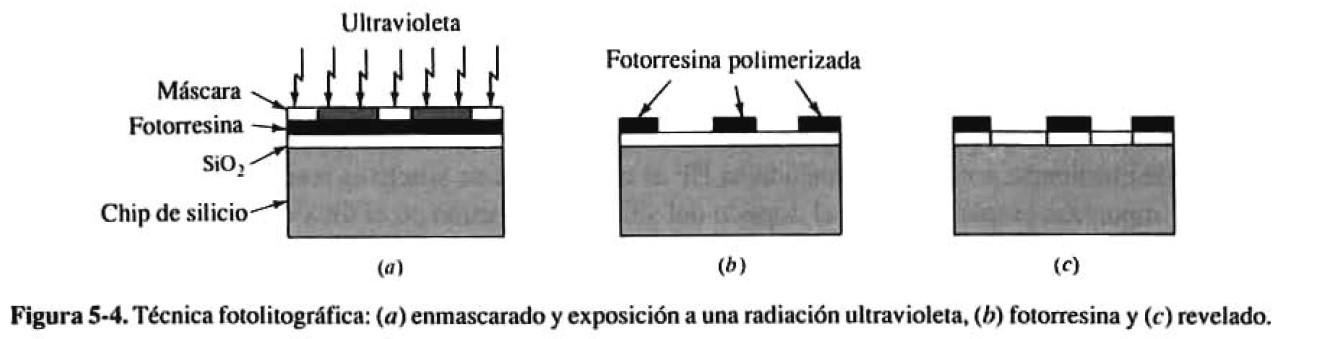 Ultravioleta
Máscara
Fotorresina
SiO₂
Chip de silicio
(a)
Fotorresina polimerizada
(b)
(c)
Figura 5-4. Técnica fotolitográfica: (a) enmascarado y exposición a una radiación ultravioleta, (b) fotorresina y (c) revelado.